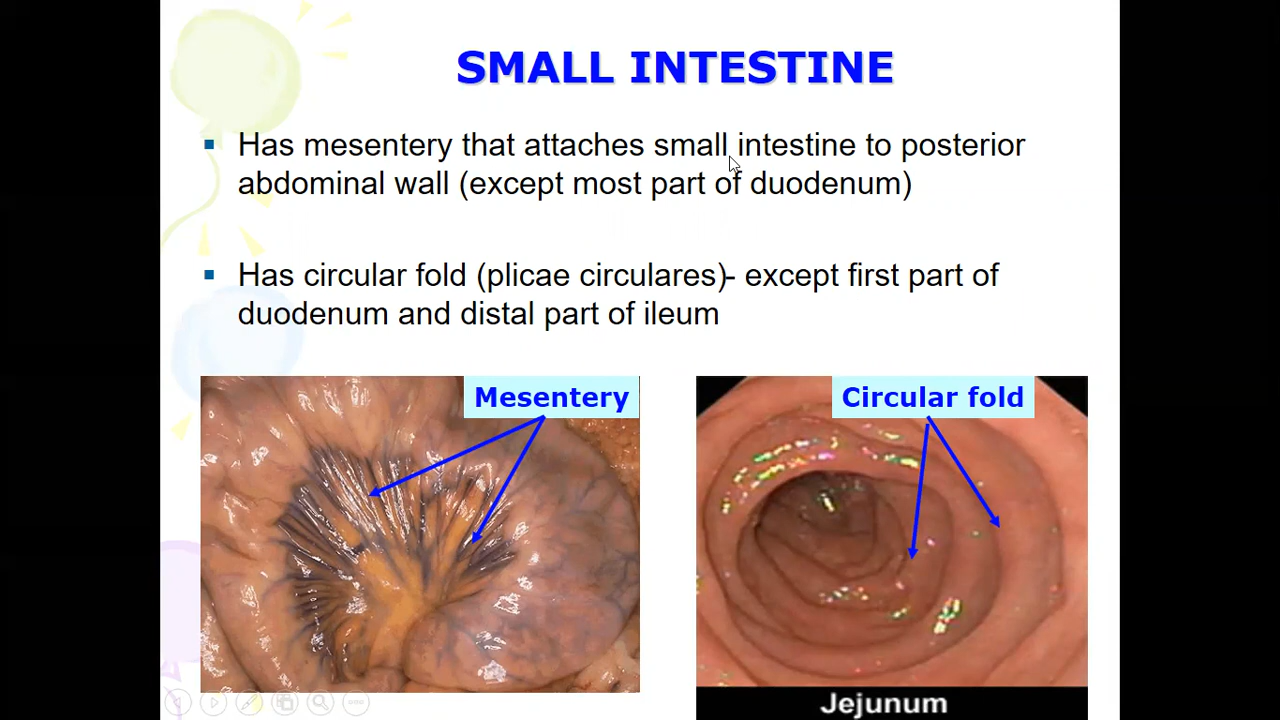 SMALL INTESTINE
▪ Has mesentery that attaches small intestine to posterior
abdominal wall (except most part of duodenum)
▪ Has circular fold (plicae circulares)- except first part of
duodenum and distal part of ileum
Mesentery
Circular fold
Jejunum